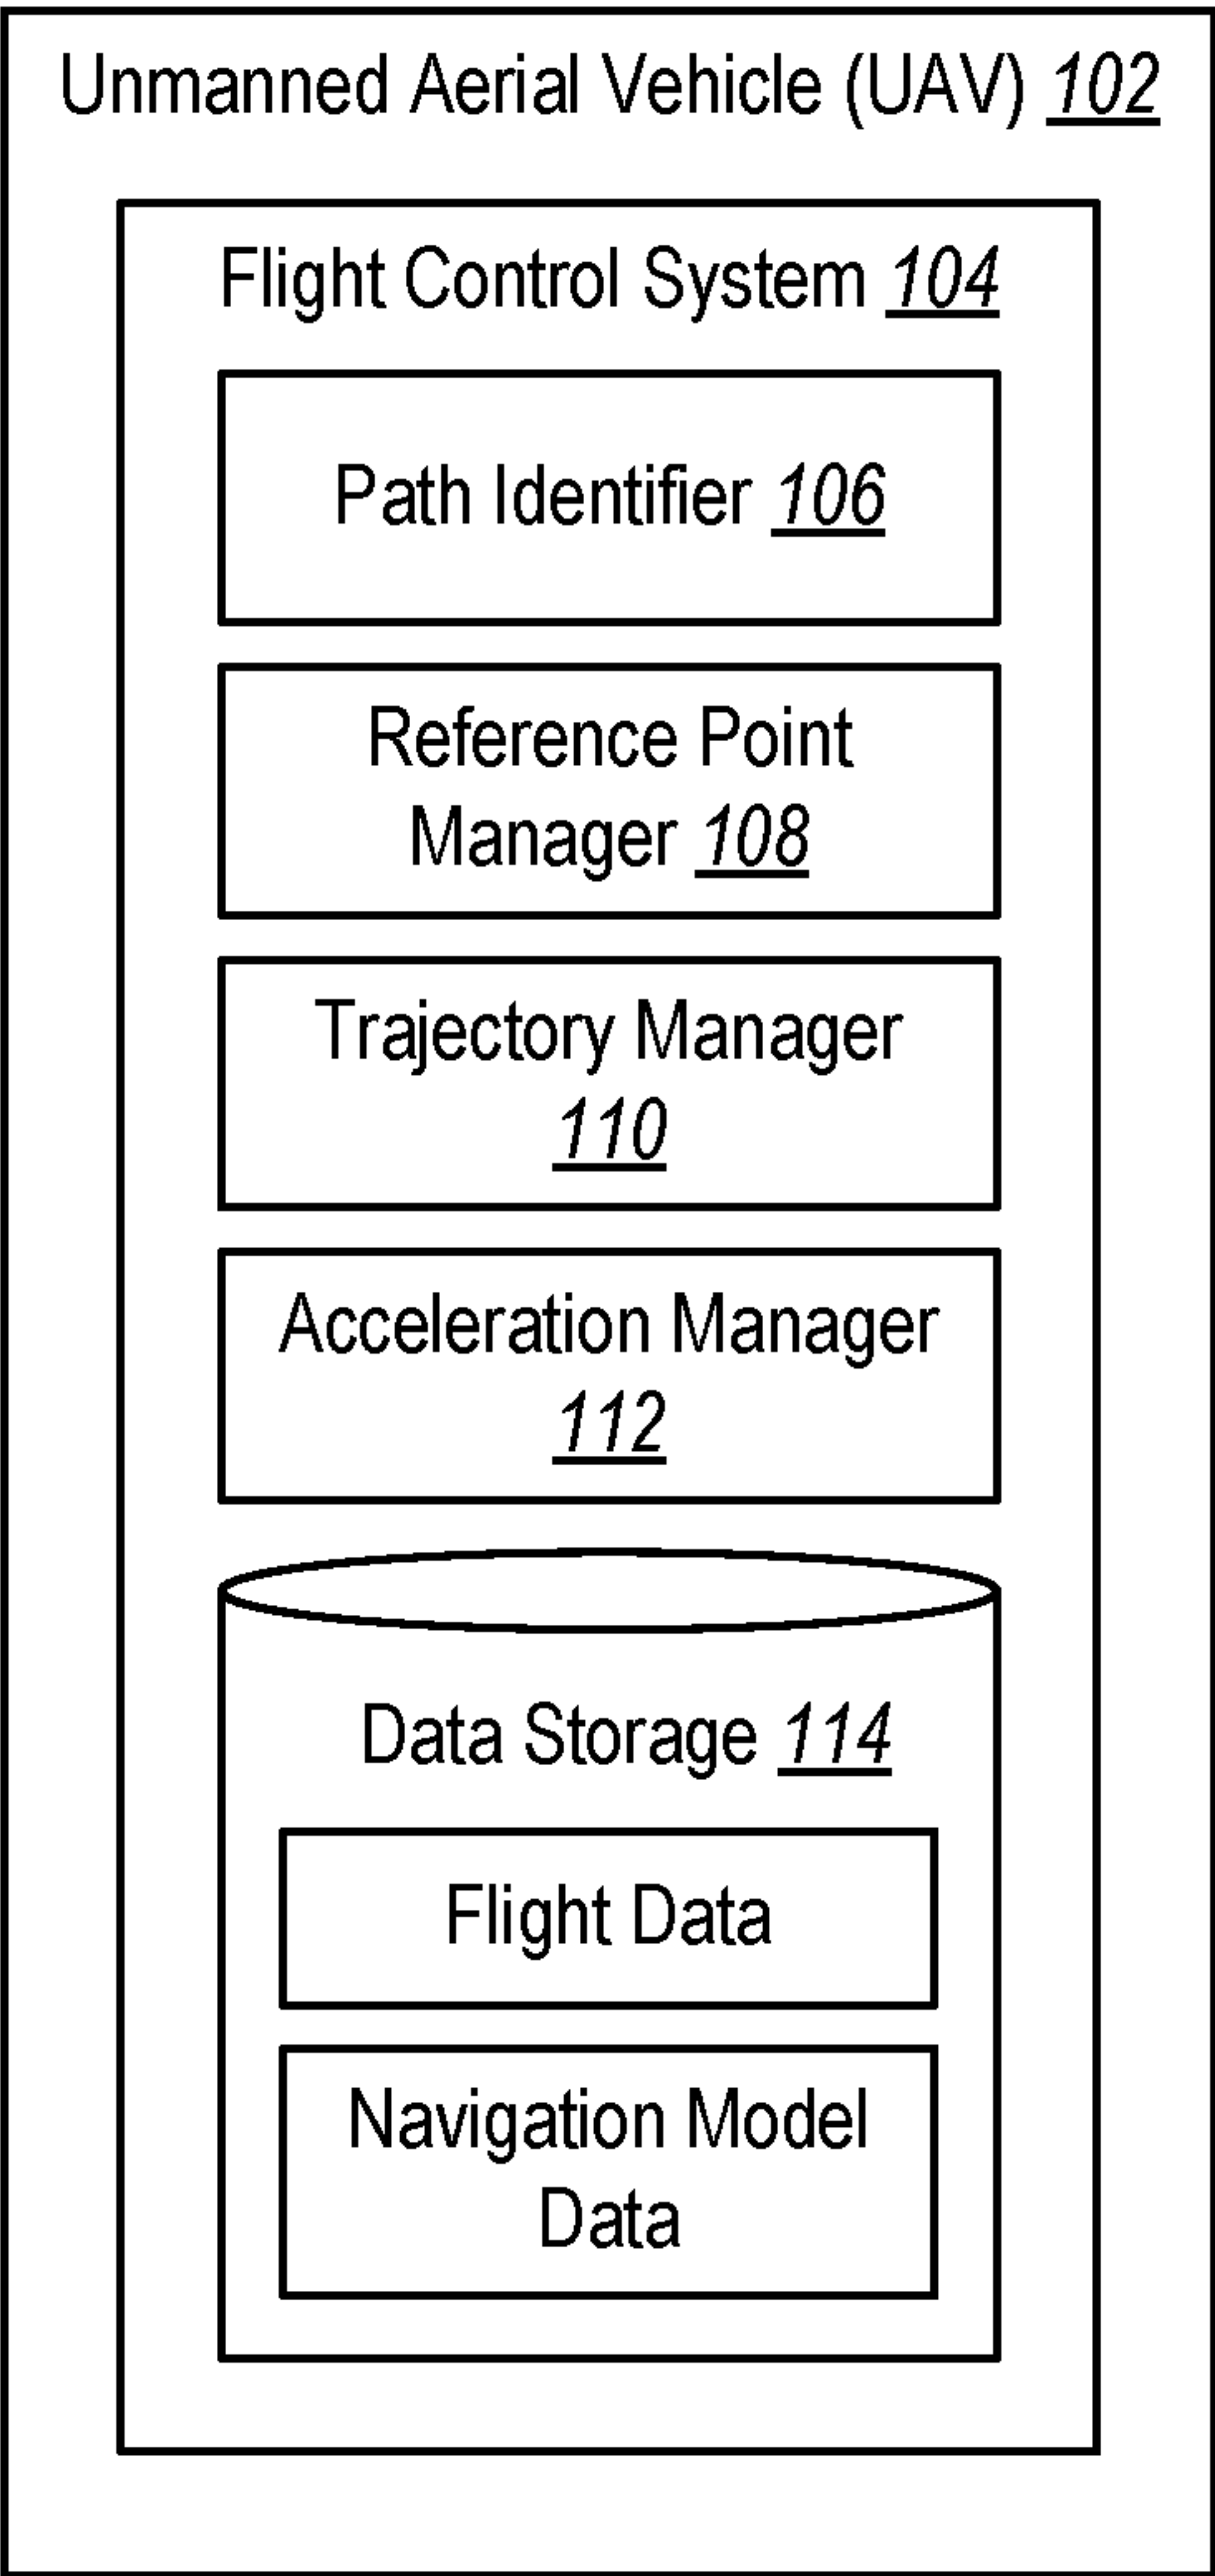 Unmanned Aerial Vehicle (UAV) 102
Flight Control System 104
Path Identifier 106
Reference Point
Manager 108
Trajectory Manager
110
Acceleration Manager
112
Data Storage 114
Flight Data
Navigation Model
Data